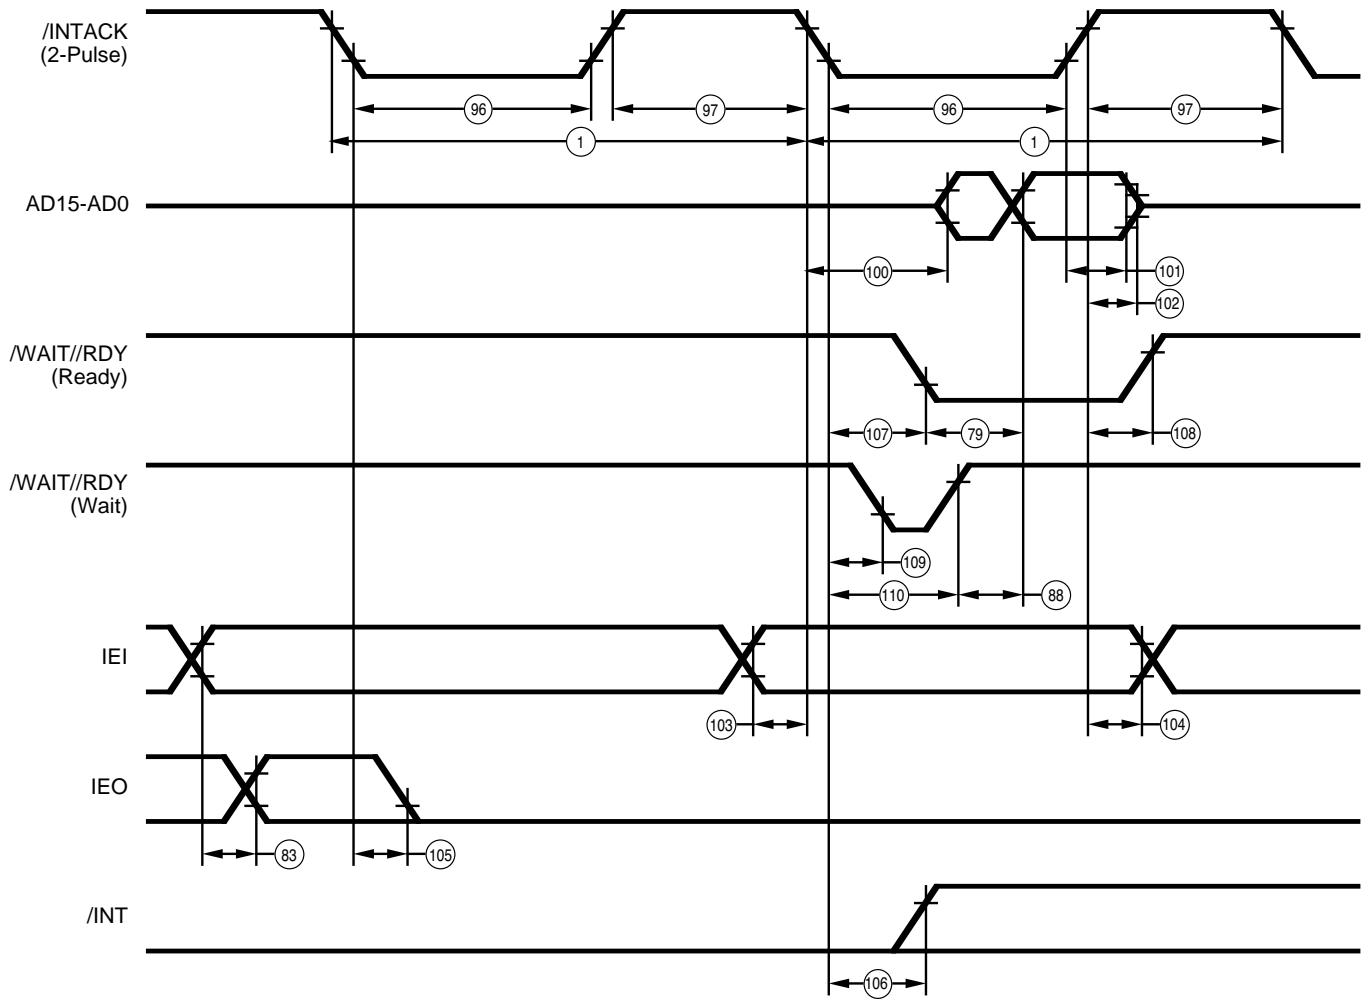 /INTACK
(2-Pulse)
96
97
96
97
1
1
AD15-AD0
100
101
102
/WAIT//RDY
(Ready)
107
79
108
/WAIT//RDY
(Wait)
109
110
88
IEI
103
104
IEO
83
105
/INT
106